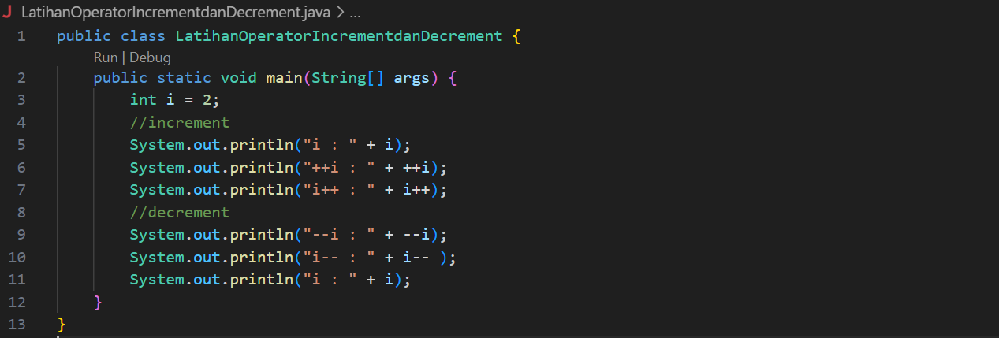 J LatihanOperatorIncrementdanDecrement.java > ...
1 public class LatihanOperatorIncrementdanDecrement {
Run | Debug
2 public static void main(String[] args) {
3 int i = 2;
4 //increment
5 System.out.println("i : " + i);
6 System.out.println("++i : " + ++i);
7 System.out.println("i++ : " + i++);
8 //decrement
9 System.out.println("--i : " + --i);
10 System.out.println("i-- : " + i-- );
11 System.out.println("i : " + i);
12 }
13 }